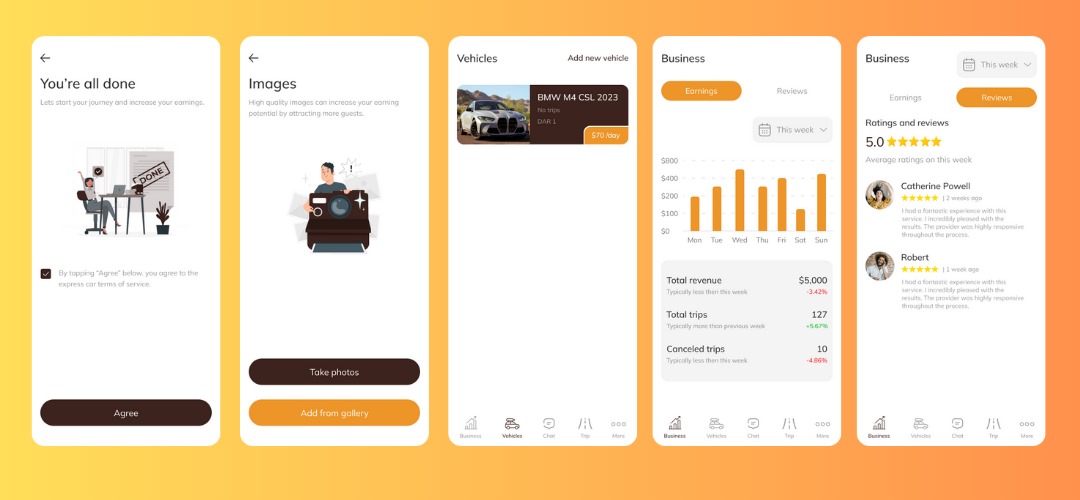 You're all done
Lets start your journey and increase your earnings.
DONE
By tapping "Agree" below, you agree to the
express car terms of service.
Agree
Images
High quality images can increase your earning
potential by attracting more guests.
!
Take photos
Add from gallery
Vehicles
Add new vehicle
BMW M4 CSL 2023
No trips
DAR 1
$70 /day
Business
Vehicles
Chat
Trip
More
Business
Earnings
Reviews
This week
$800
$400
$200
$100
$0
Mon Tue Wed Thu Fri Sat Sun
Total revenue $5,000
Typically less then this week -3.42%
Total trips 127
Typically more than previous week +5.67%
Canceled trips 10
Typically less then this week -4.86%
Business
Vehicles
Chat
Trip
More
Business
This week
Earnings
Reviews
Ratings and reviews
5.0
Average ratings on this week
Catherine Powell
| 2 weeks ago
I had a fantastic experience with this
service. I incredibly pleased with the
results. The provider was highly responsive
throughout the process.
Robert
| 1 week ago
I had a fantastic experience with this
service. I incredibly pleased with the
results. The provider was highly responsive
throughout the process.
Business
Vehicles
Chat
Trip
More